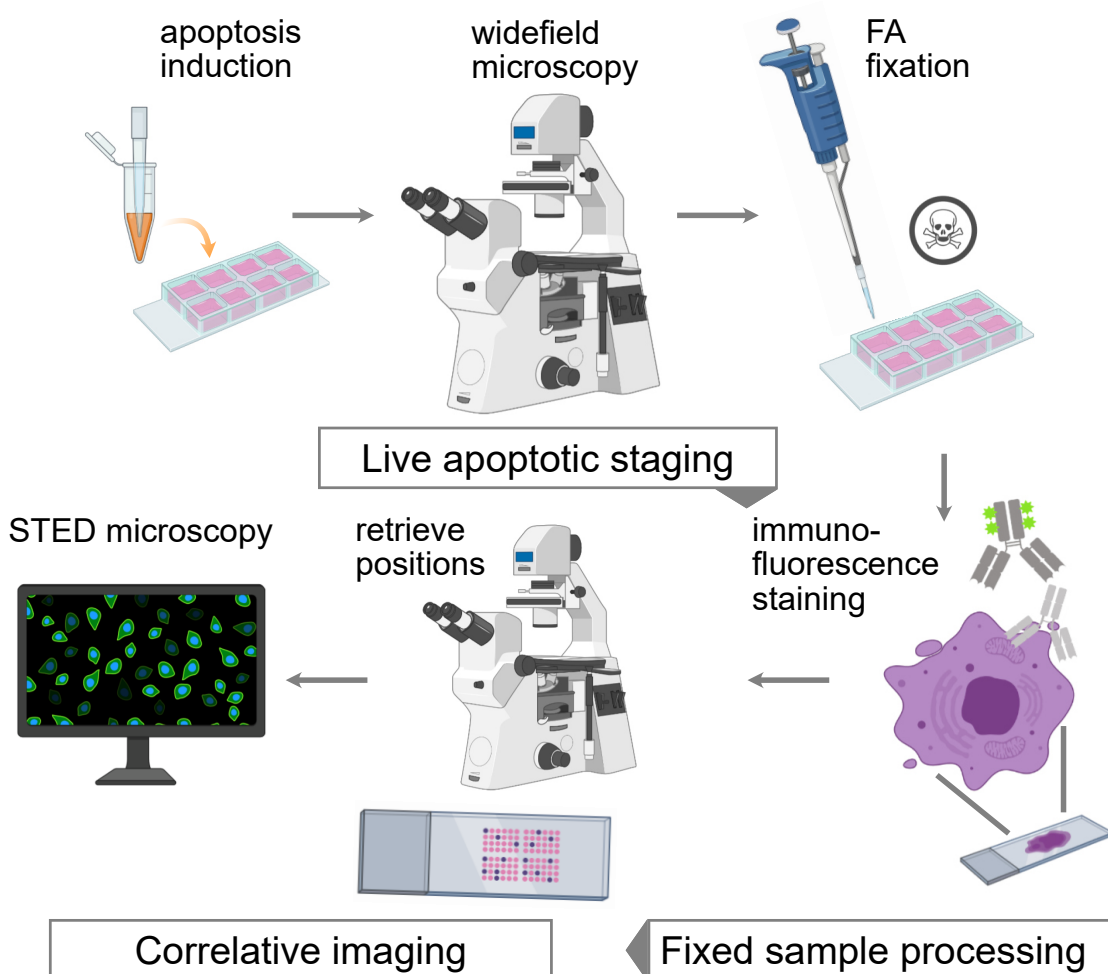 apoptosis
induction
widefield
microscopy
FA
fixation
Live apoptotic staging
STED microscopy
retrieve
positions
immuno-
fluorescence
staining
Correlative imaging
Fixed sample processing